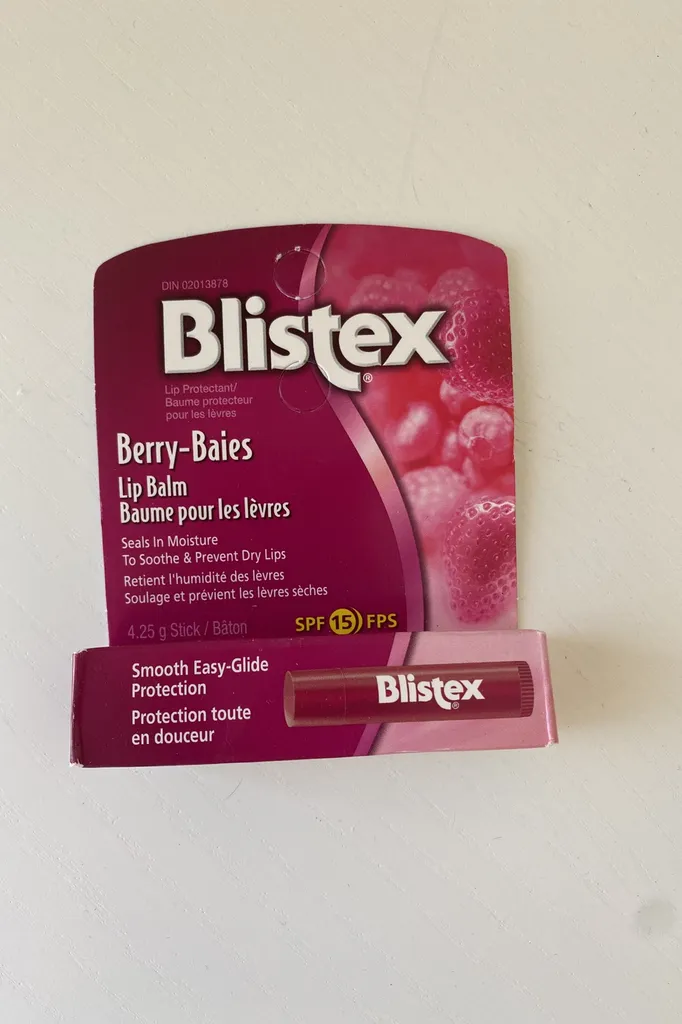 DIN 02013878
Blistex®
Lip Protectant/
Baume protecteur
pour les lèvres
Berry-Baies
Lip Balm
Baume pour les lèvres
Seals In Moisture
To Soothe & Prevent Dry Lips
Retient l'humidité des lèvres
Soulage et prévient les lèvres sèches
4.25 g Stick / Bâton
SPF 15 FPS
Smooth Easy-Glide
Protection
Protection toute
en douceur
Blistex®